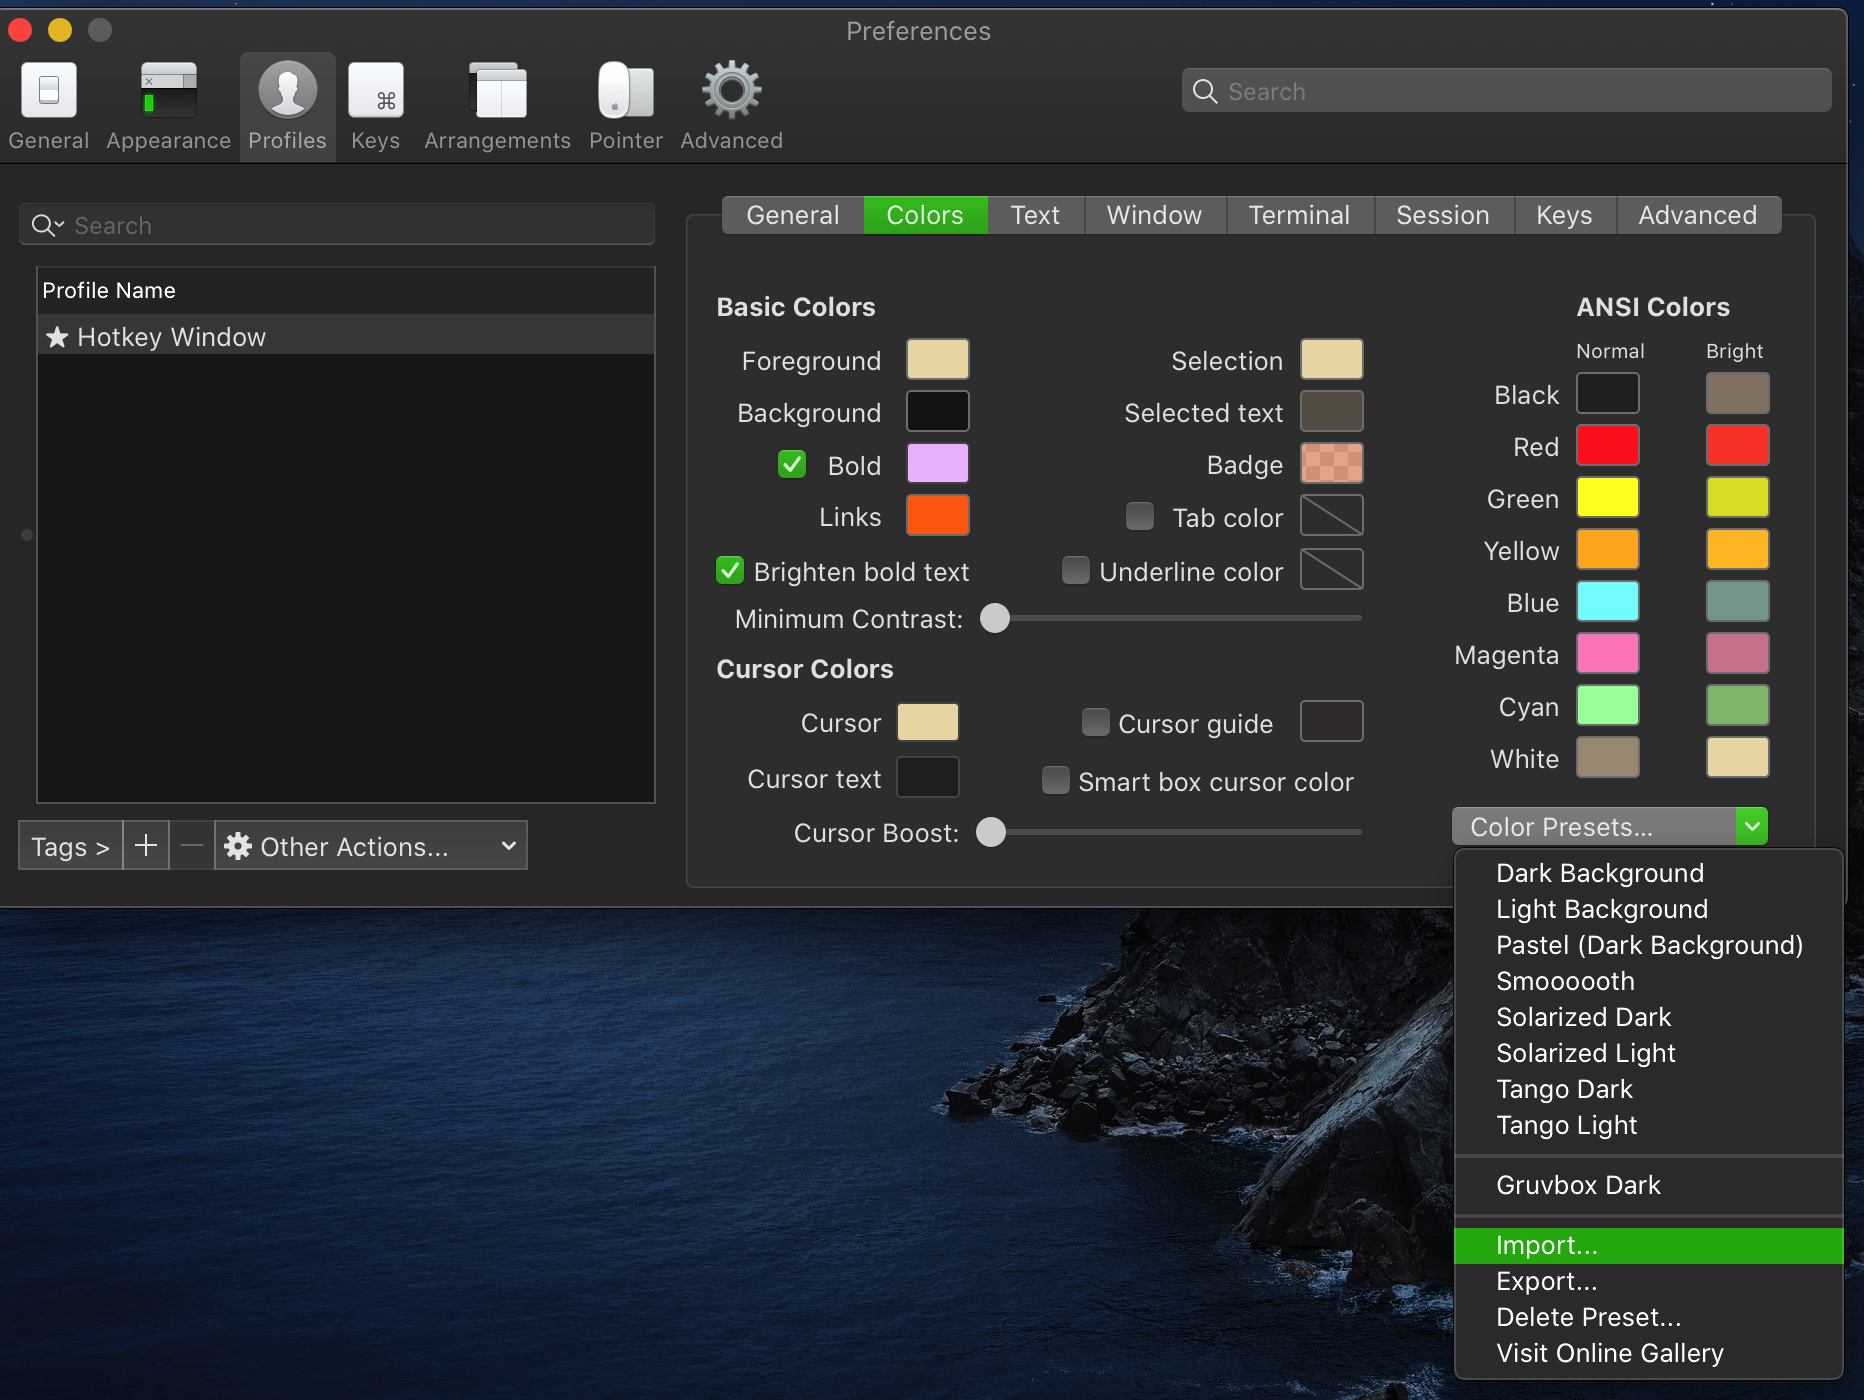 Preferences
General Appearance Profiles Keys Arrangements Pointer Advanced
Search
Search
Profile Name
Hotkey Window
Tags >
Other Actions...
General Colors Text Window Terminal Session Keys Advanced
Basic Colors
Foreground
Background
Bold
Links
Brighten bold text
Selection
Selected text
Badge
Tab color
Underline color
Minimum Contrast:
Cursor Colors
Cursor
Cursor text
Cursor guide
Smart box cursor color
Cursor Boost:
ANSI Colors
Normal Bright
Black
Red
Green
Yellow
Blue
Magenta
Cyan
White
Color Presets...
Dark Background
Light Background
Pastel (Dark Background)
Smoooooth
Solarized Dark
Solarized Light
Tango Dark
Tango Light
Gruvbox Dark
Import...
Export...
Delete Preset...
Visit Online Gallery